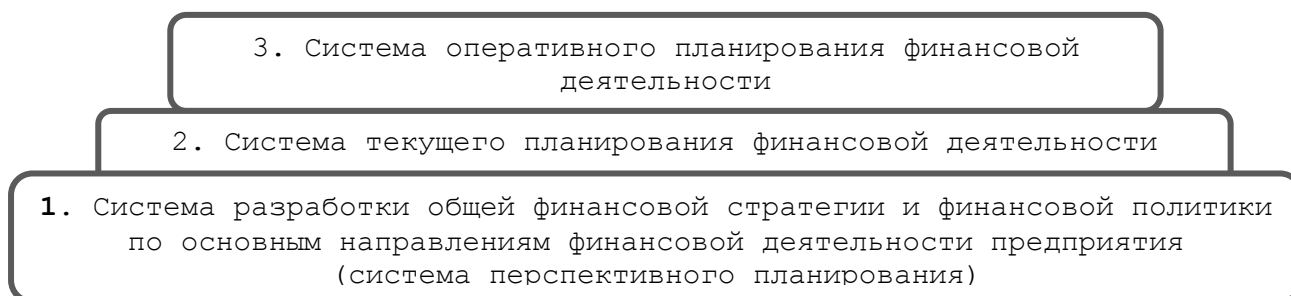 3. Система оперативного планирования финансовой
деятельности
2. Система текущего планирования финансовой деятельности
1. Система разработки общей финансовой стратегии и финансовой политики
по основным направлениям финансовой деятельности предприятия
(система перспективного планирования)